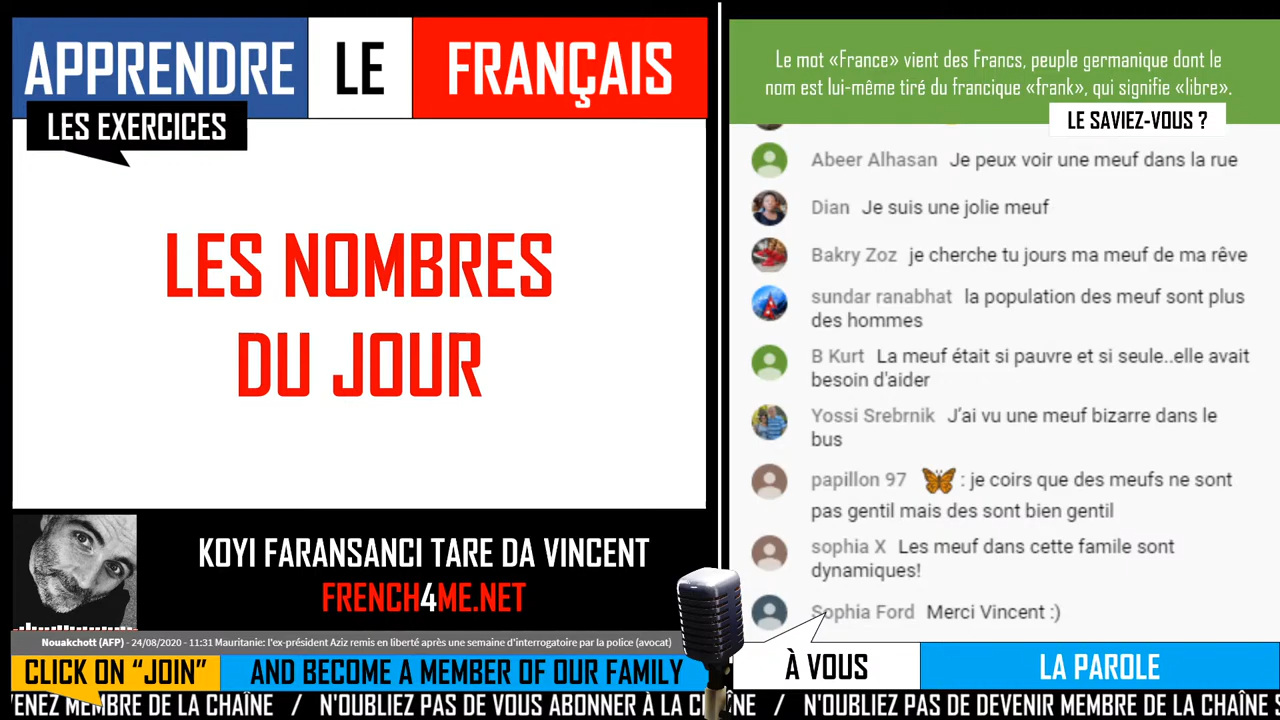 APPRENDRE LE FRANÇAIS
LES EXERCICES
LES NOMBRES
DU JOUR
KOYI FARANSANCI TARE DA VINCENT
FRENCH4ME.NET
Nouakchott (AFP) - 24/08/2020 - 11:31 Mauritanie: l'ex-président Aziz remis en liberté après une semaine d'interrogatoire par la police (avocat)
CLICK ON “JOIN” AND BECOME A MEMBER OF OUR FAMILY
Le mot «France» vient des Francs, peuple germanique dont le
nom est lui-même tiré du francique «frank», qui signifie «libre».
LE SAVIEZ-VOUS ?
Abeer Alhasan Je peux voir une meuf dans la rue
Dian Je suis une jolie meuf
Bakry Zoz je cherche tu jours ma meuf de ma rêve
sundar ranabhat la population des meuf sont plus
des hommes
B Kurt La meuf était si pauvre et si seule..elle avait
besoin d'aider
Yossi Srebrnik J'ai vu une meuf bizarre dans le
bus
papillon 97 : je coirs que des meufs ne sont
pas gentil mais des sont bien gentil
sophia X Les meuf dans cette famile sont
dynamiques!
Sophia Ford Merci Vincent :)
À VOUS LA PAROLE
VENEZ MEMBRE DE LA CHAÎNE / N'OUBLIEZ PAS DE VOUS ABONNER À LA CHAÎNE / N'OUBLIEZ PAS DE DEVENIR MEMBRE DE LA CHAÎNE S